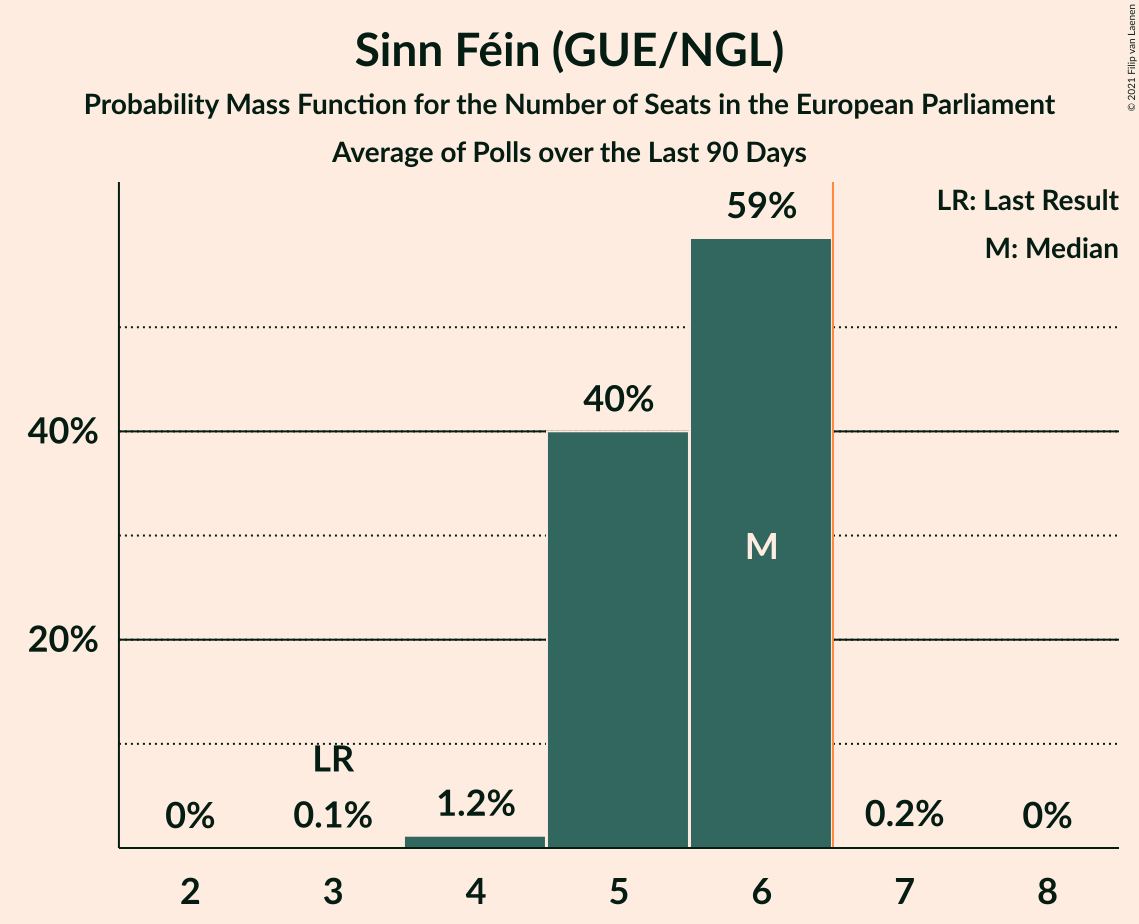 Sinn Féin (GUE/NGL)
Probability Mass Function for the Number of Seats in the European Parliament
Average of Polls over the Last 90 Days
© 2021 Filip van Laenen
LR: Last Result
M: Median
59%
40%
40%
M
20%
LR
0%
0.1%
1.2%
0.2%
0%
2
3
4
5
6
7
8